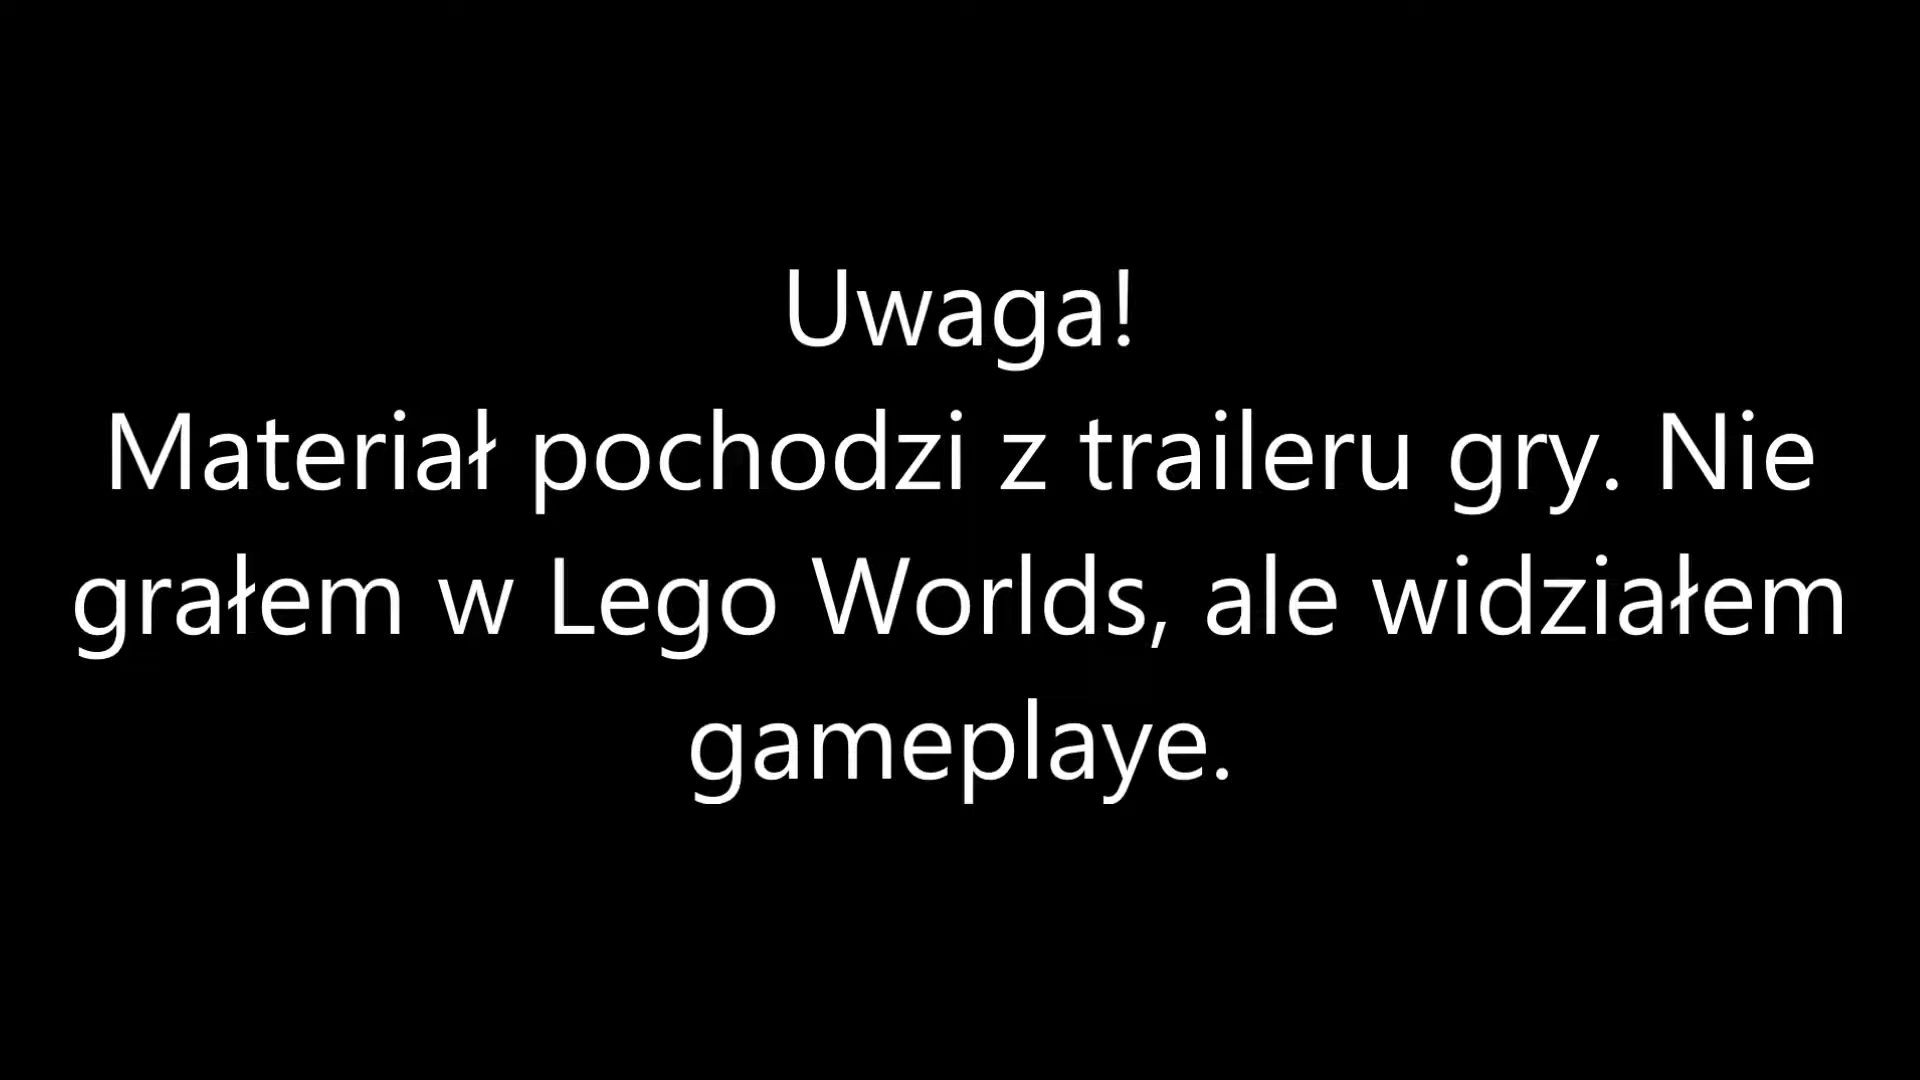 Uwaga!
Materiał pochodzi z traileru gry. Nie
grałem w Lego Worlds, ale widziałem
gameplaye.